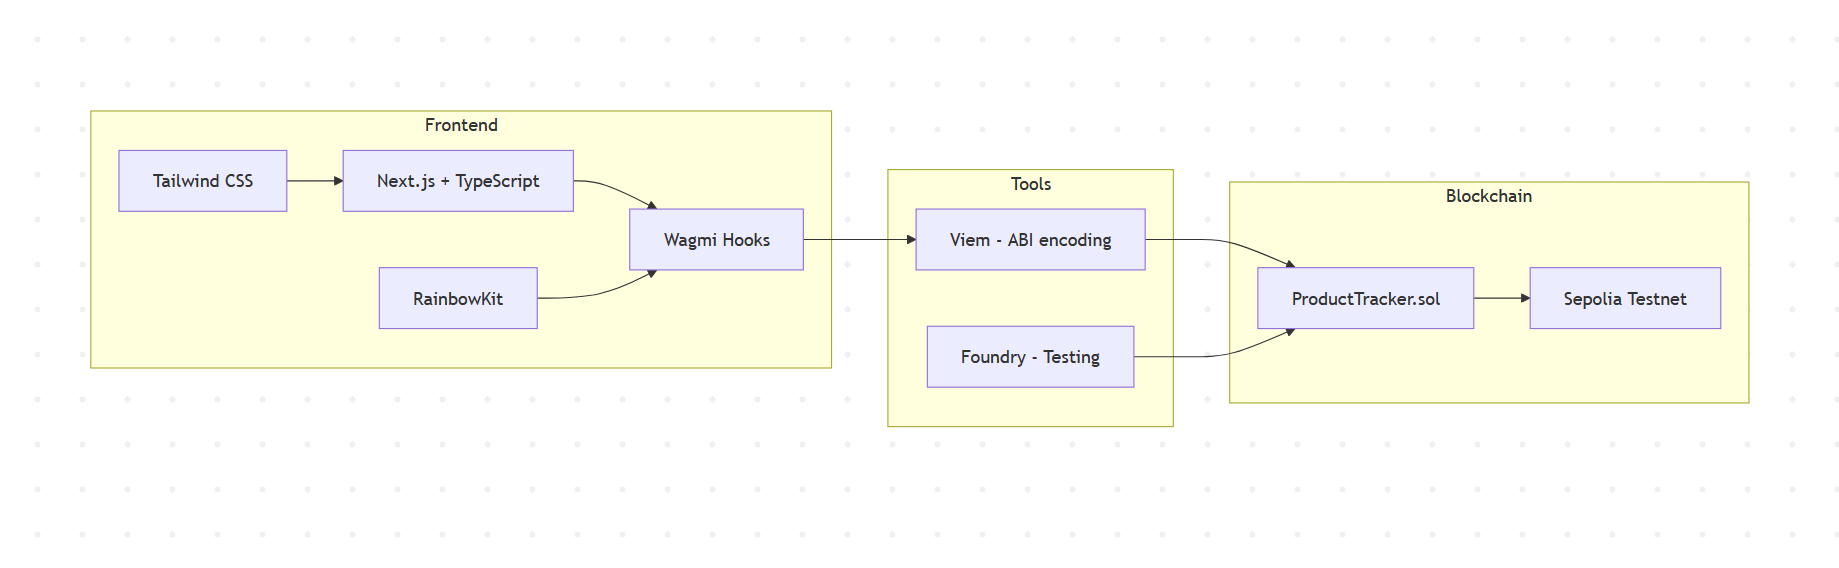 Frontend
Tailwind CSS
Next.js + TypeScript
Wagmi Hooks
RainbowKit
Tools
Viem - ABI encoding
Foundry - Testing
Blockchain
ProductTracker.sol
Sepolia Testnet